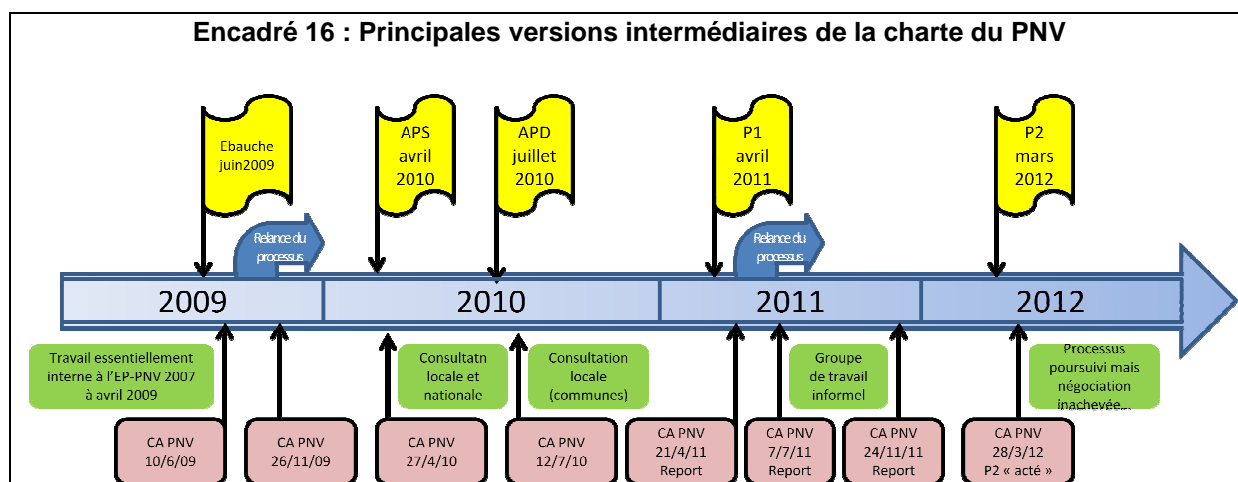 Encadré 16 : Principales versions intermédiaires de la charte du PNV
Ebauche
juin2009
APS
avril
2010
APD
juillet
2010
P1
avril
2011
P2
mars
2012
Relance du
processus
Relance du
processus
2009
2010
2011
2012
Travail essentiellement
interne à l'EP-PNV 2007
à avril 2009
Consultatn
locale et
nationale
Consultation
locale
(communes)
Groupe
de travail
informel
Processus
poursuivi mais
négociation
inachevée
CA PNV
10/6/09
CA PNV
26/11/09
CA PNV
27/4/10
CA PNV
12/7/10
CA PNV
21/4/11
Report
CA PNV
7/7/11
Report
CA PNV
24/11/11
Report
CA PNV
28/3/12
P2 « acté »